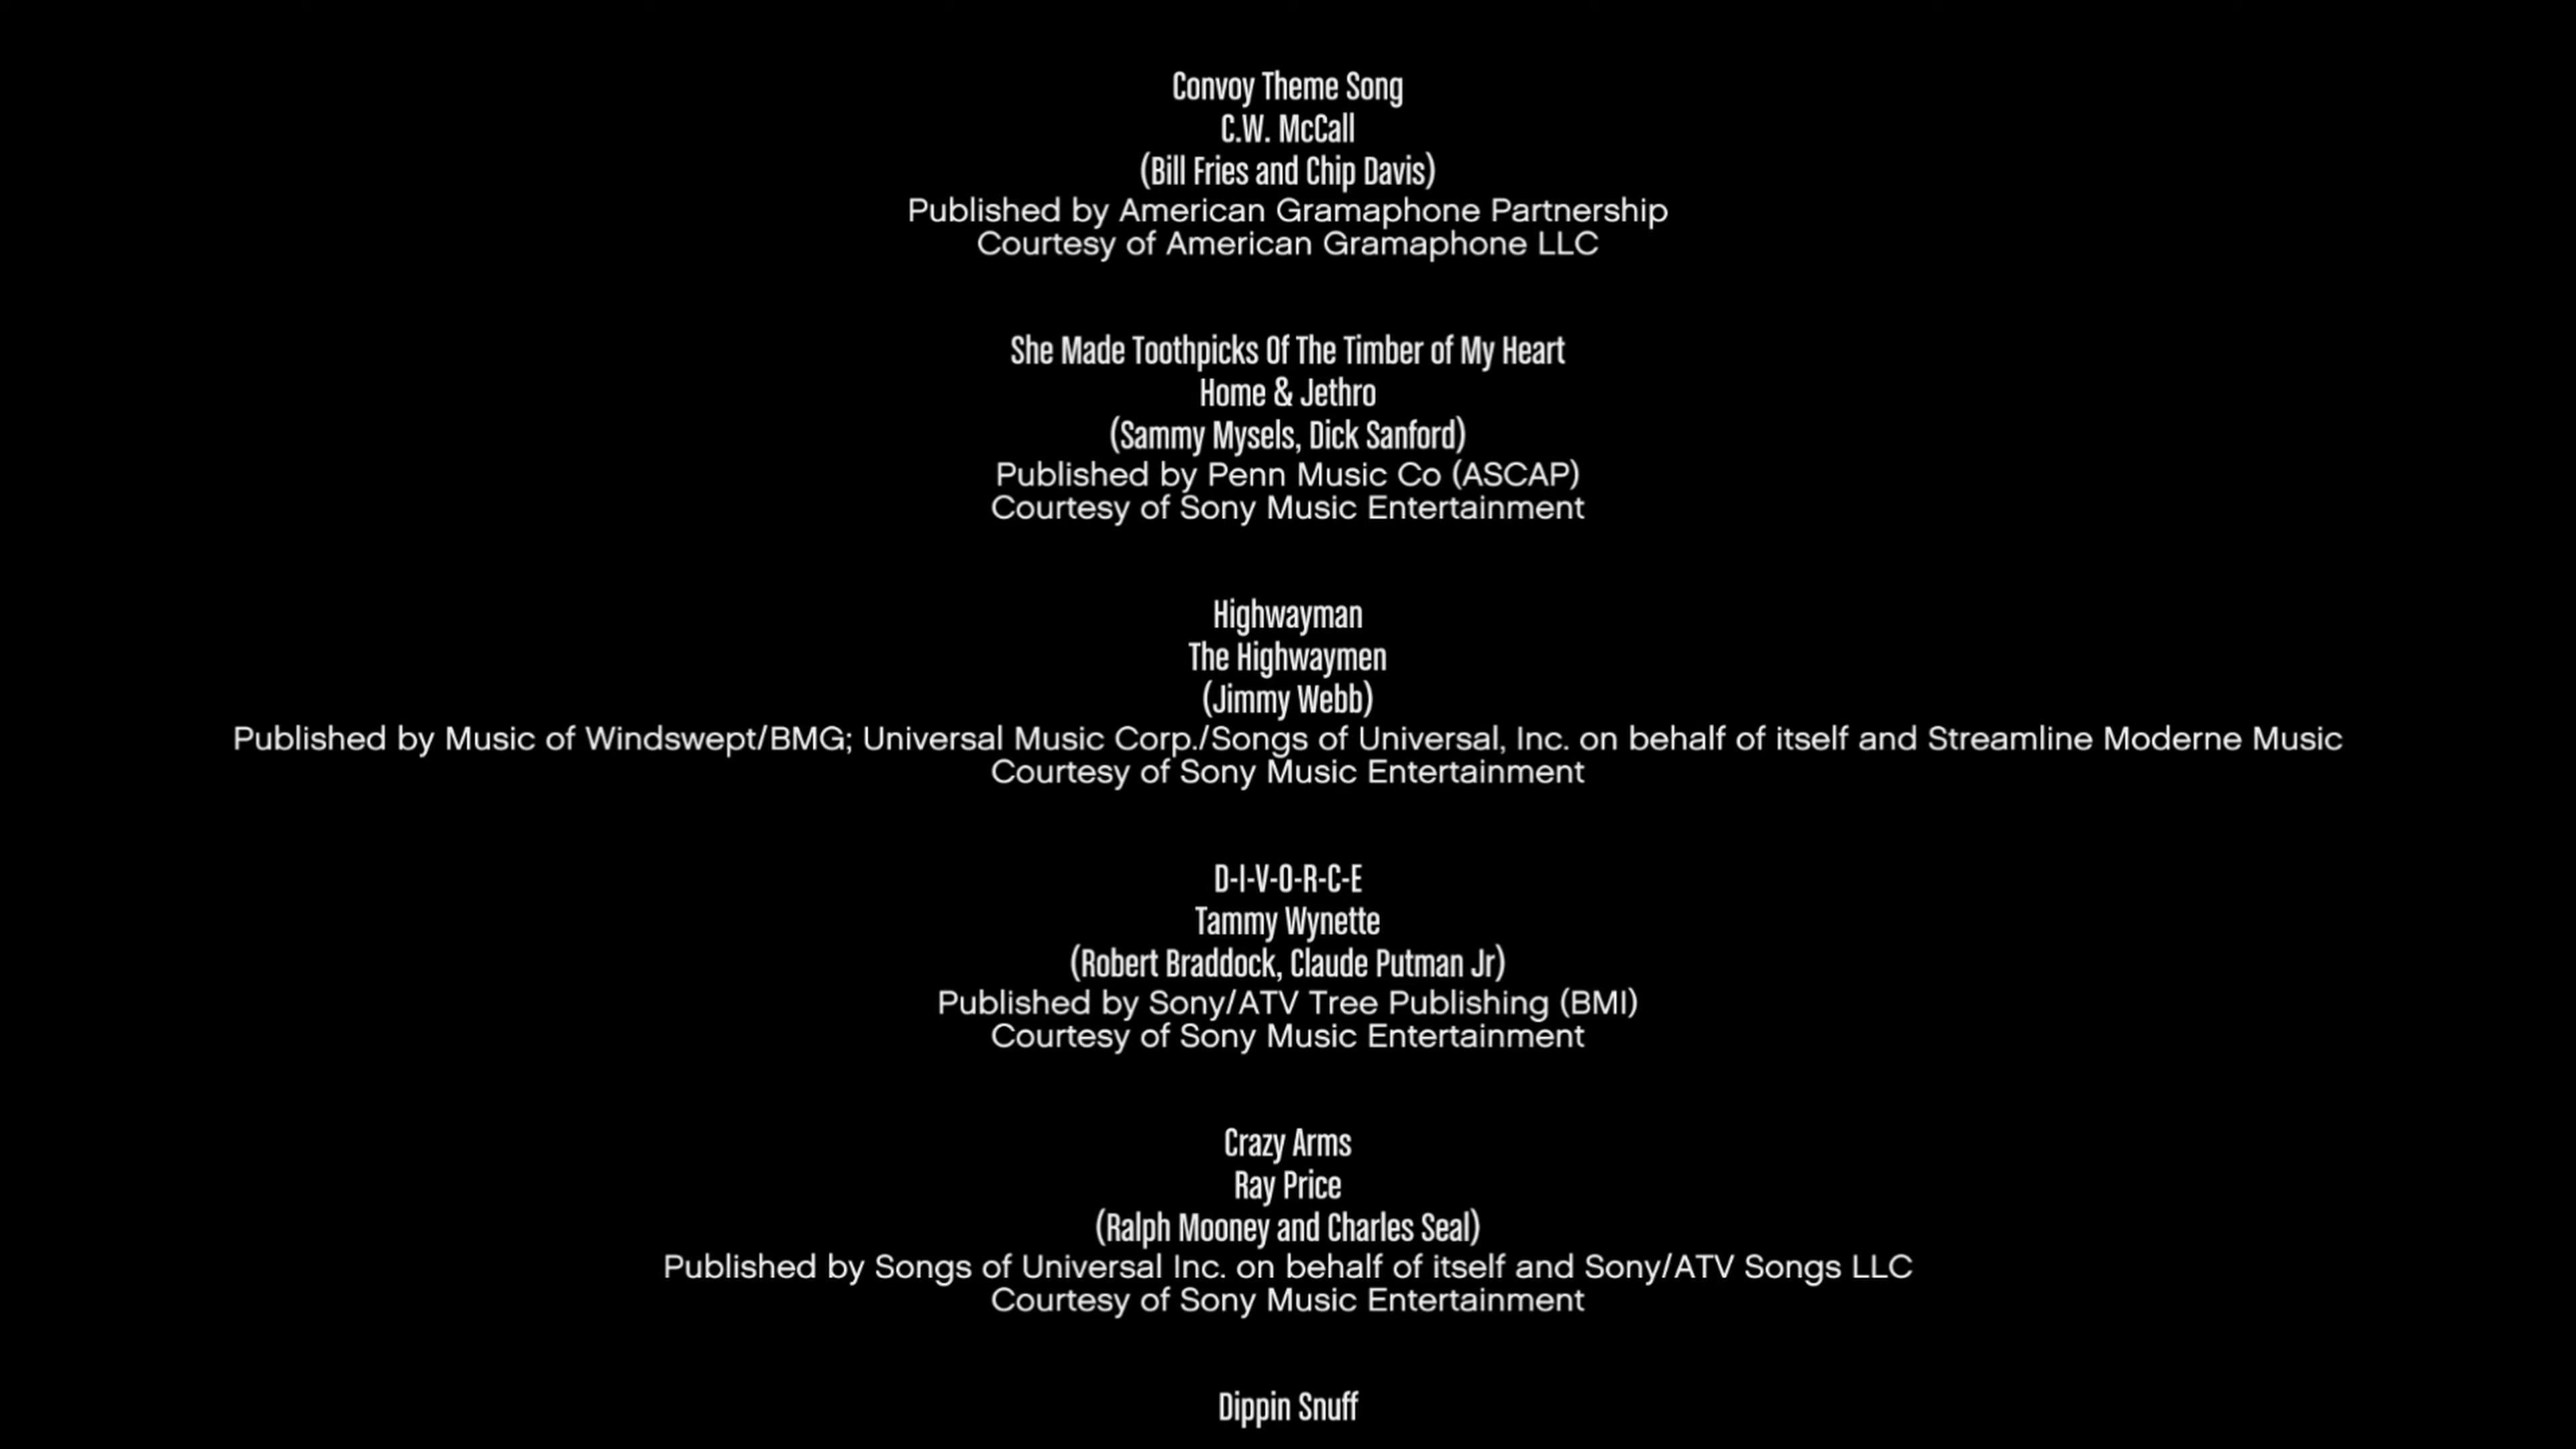 Convoy Theme Song
C.W. McCall
(Bill Fries and Chip Davis)
Published by American Gramaphone Partnership
Courtesy of American Gramaphone LLC
She Made Toothpicks Of The Timber of My Heart
Home & Jethro
(Sammy Mysels, Dick Sanford)
Published by Penn Music Co (ASCAP)
Courtesy of Sony Music Entertainment
Highwayman
The Highwaymen
(Jimmy Webb)
Published by Music of Windswept/BMG; Universal Music Corp./Songs of Universal, Inc. on behalf of itself and Streamline Moderne Music
Courtesy of Sony Music Entertainment
D-I-V-O-R-C-E
Tammy Wynette
(Robert Braddock, Claude Putman Jr)
Published by Sony/ATV Tree Publishing (BMI)
Courtesy of Sony Music Entertainment
Crazy Arms
Ray Price
(Ralph Mooney and Charles Seal)
Published by Songs of Universal Inc. on behalf of itself and Sony/ATV Songs LLC
Courtesy of Sony Music Entertainment
Dippin Snuff